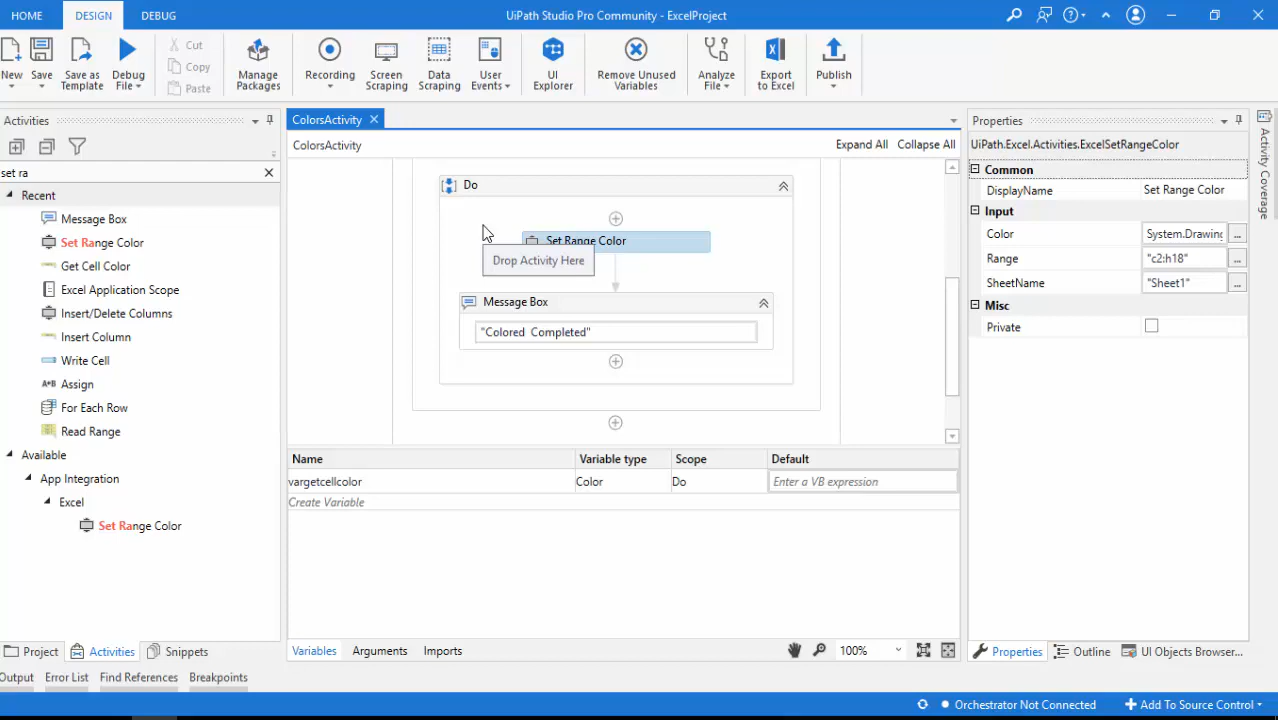 HOME DESIGN DEBUG UiPath Studio Pro Community - ExcelProject
New Save Save as Template Debug File Cut Copy Paste Manage Packages Recording Screen Scraping Data Scraping User Events UI Explorer Remove Unused Variables Analyze File Export to Excel Publish
Activities
set ra
Recent
Message Box
Set Range Color
Get Cell Color
Excel Application Scope
Insert/Delete Columns
Insert Column
Write Cell
A+B Assign
For Each Row
Read Range
Available
App Integration
Excel
Set Range Color
Project Activities Snippets
ColorsActivity
ColorsActivity Expand All Collapse All
Do
Set Range Color
Drop Activity Here
Message Box
"Colored Completed"
Name Variable type Scope Default
vargetcellcolor Color Do Enter a VB expression
Create Variable
Variables Arguments Imports 100%
Properties
UiPath.Excel.Activities.ExcelSetRangeColor
Common
DisplayName Set Range Color
Input
Color System.Drawing ...
Range "c2:h18" ...
SheetName "Sheet1" ...
Misc
Private
Properties Outline UI Objects Browser...
Activity Coverage
Output Error List Find References Breakpoints
Orchestrator Not Connected Add To Source Control